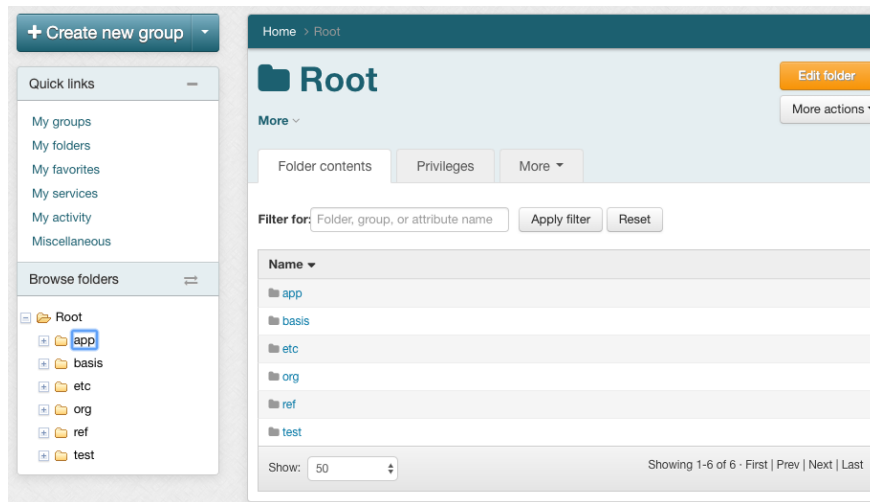 + Create new group
Quick links
My groups
My folders
My favorites
My services
My activity
Miscellaneous
Browse folders
Root
app
basis
etc
org
ref
test
Home > Root
Root
Edit folder
More actions
More
Folder contents Privileges More
Filter for: Folder, group, or attribute name Apply filter Reset
Name
app
basis
etc
org
ref
test
Show: 50 Showing 1-6 of 6 · First | Prev | Next | Last